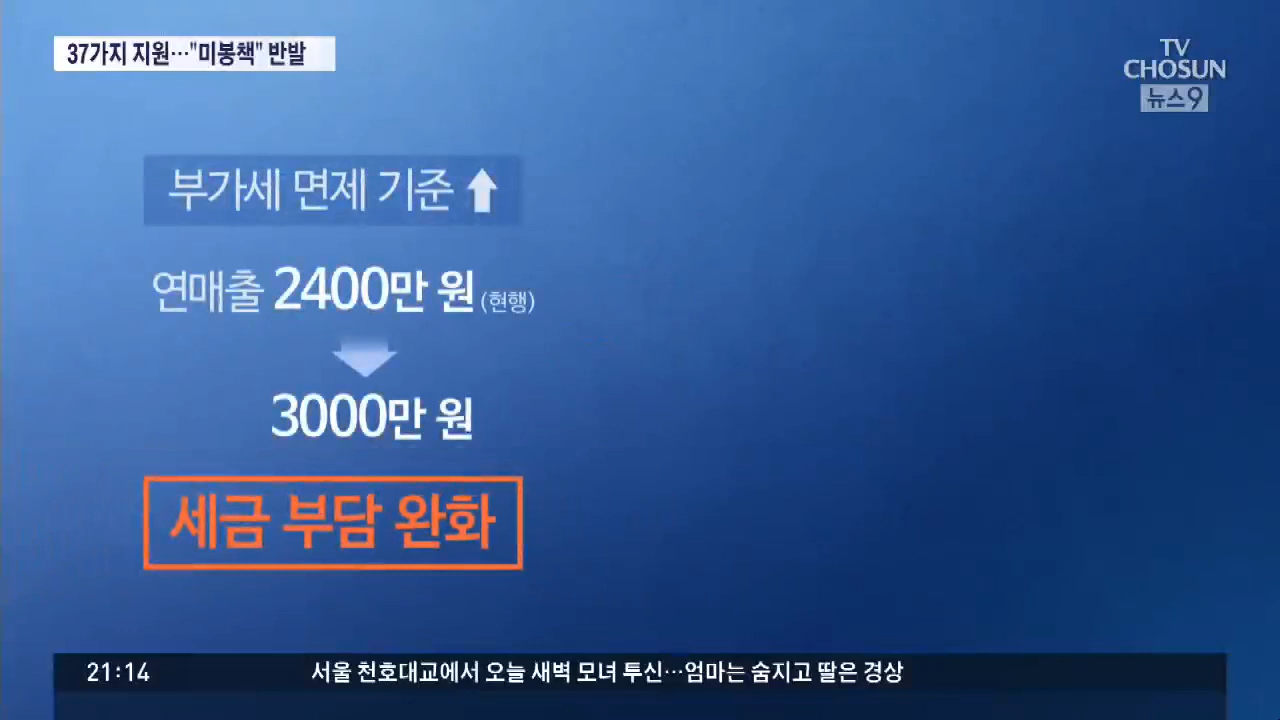 37가지 지원…"미봉책" 반발
TV
CHOSUN
뉴스9
부가세 면제 기준
연매출 2400만 원 (현행)
3000만 원
세금 부담 완화
21:14 서울 천호대교에서 오늘 새벽 모녀 투신…엄마는 숨지고 딸은 경상